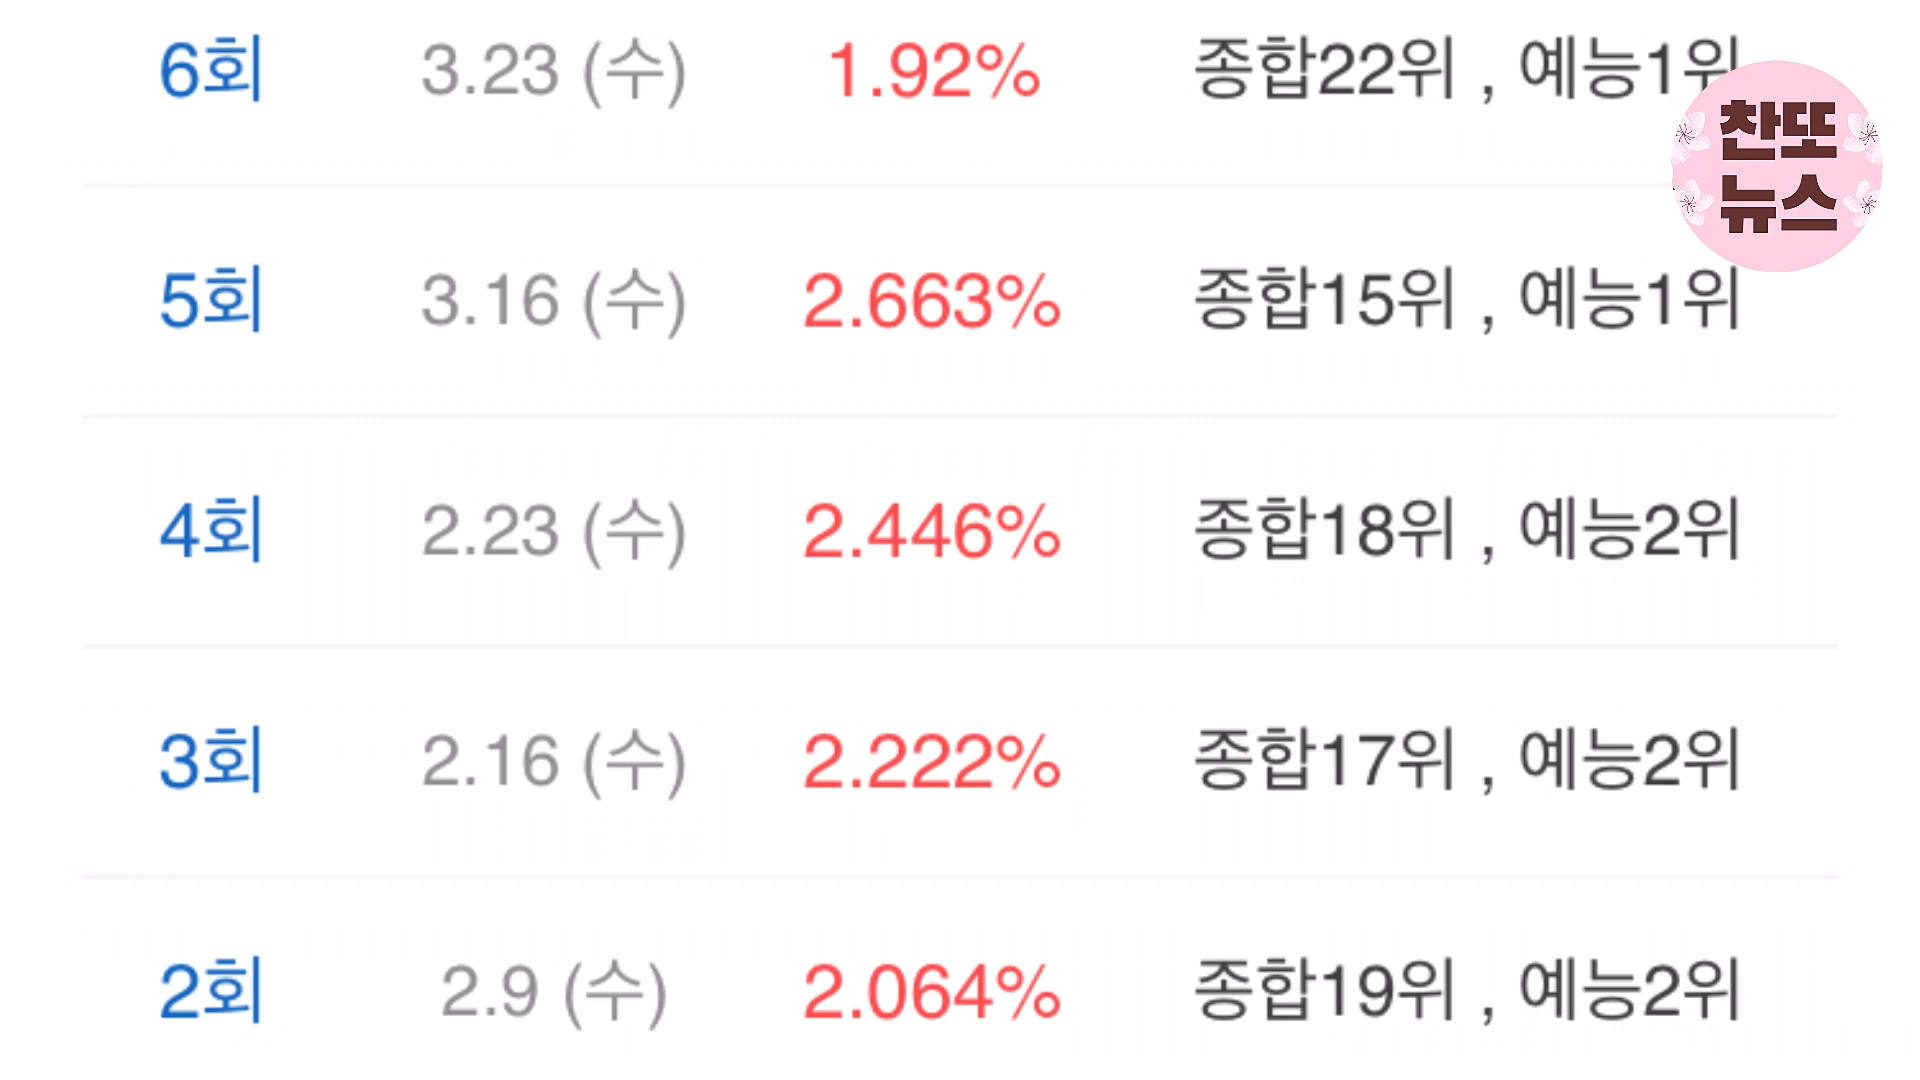 6회 3.23 (수) 1.92% 종합22위 , 예능1위
찬또
뉴스
5회 3.16 (수) 2.663% 종합15위 , 예능1위
4회 2.23 (수) 2.446% 종합18위 , 예능2위
3회 2.16 (수) 2.222% 종합17위 , 예능2위
2회 2.9 (수) 2.064% 종합19위 , 예능2위